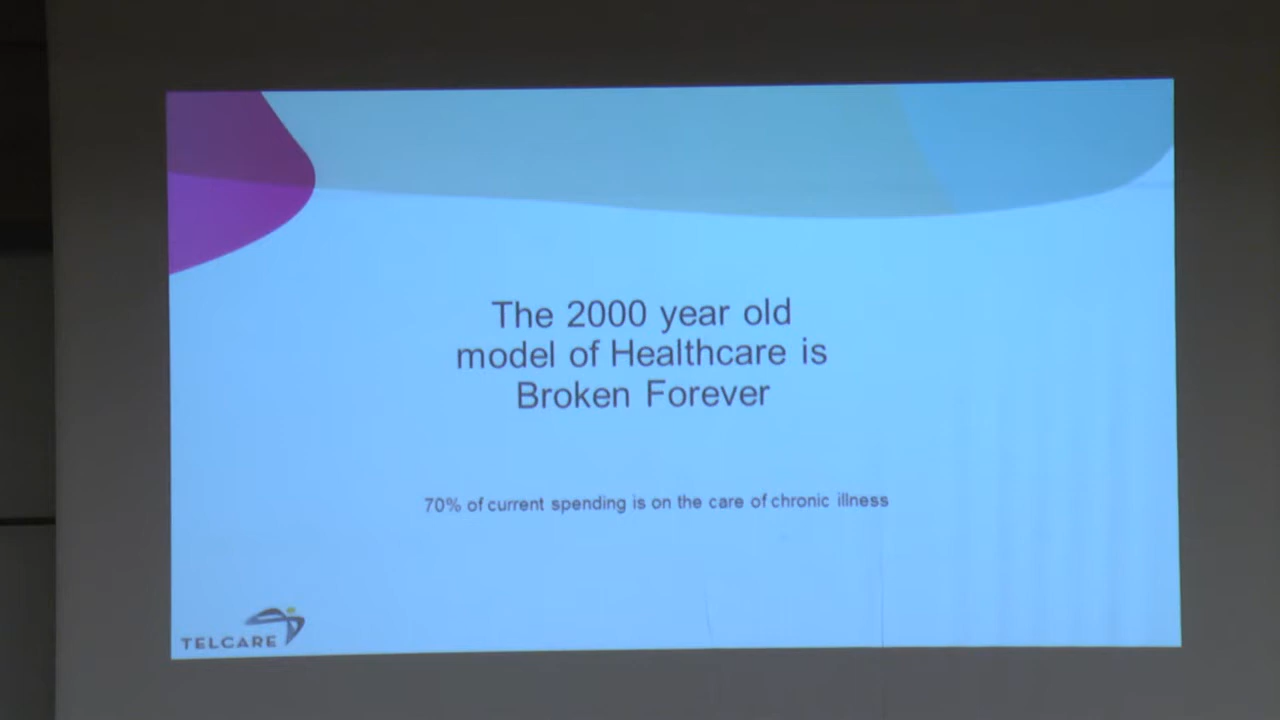 The 2000 year old
model of Healthcare is
Broken Forever
70% of current spending is on the care of chronic illness
TELCARE